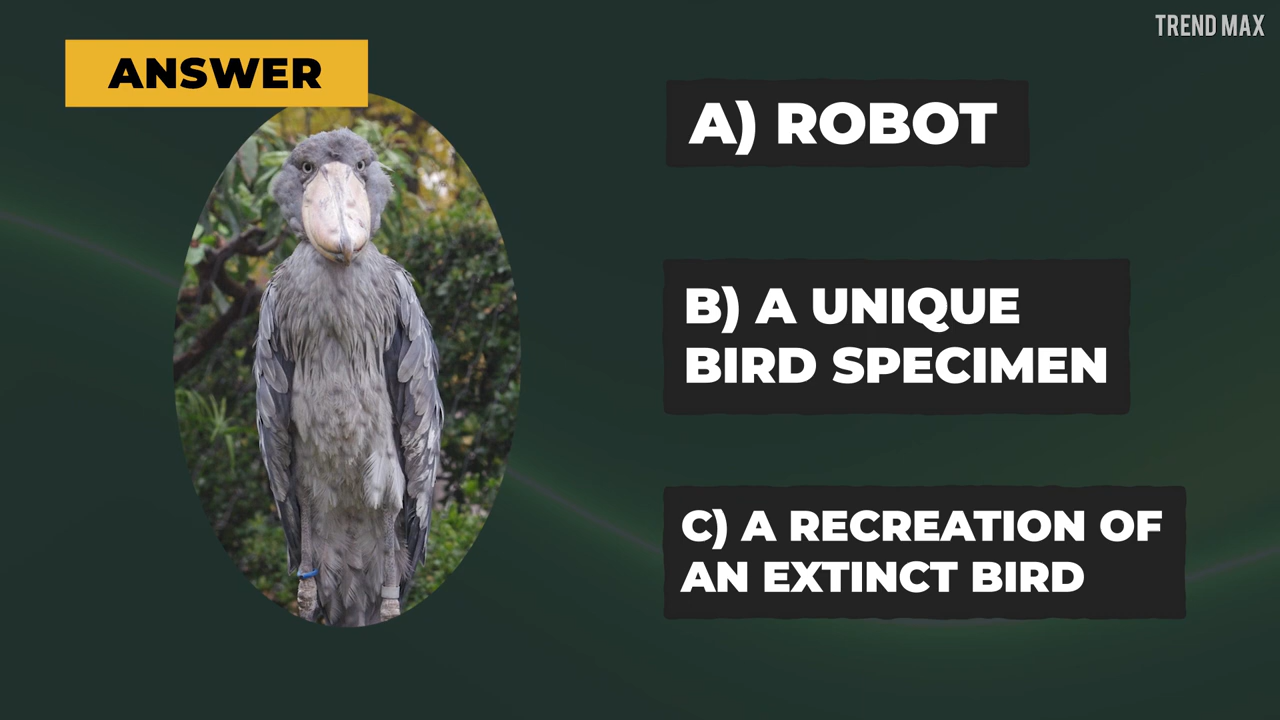 TREND MAX
ANSWER
A) ROBOT
B) A UNIQUE
BIRD SPECIMEN
C) A RECREATION OF
AN EXTINCT BIRD